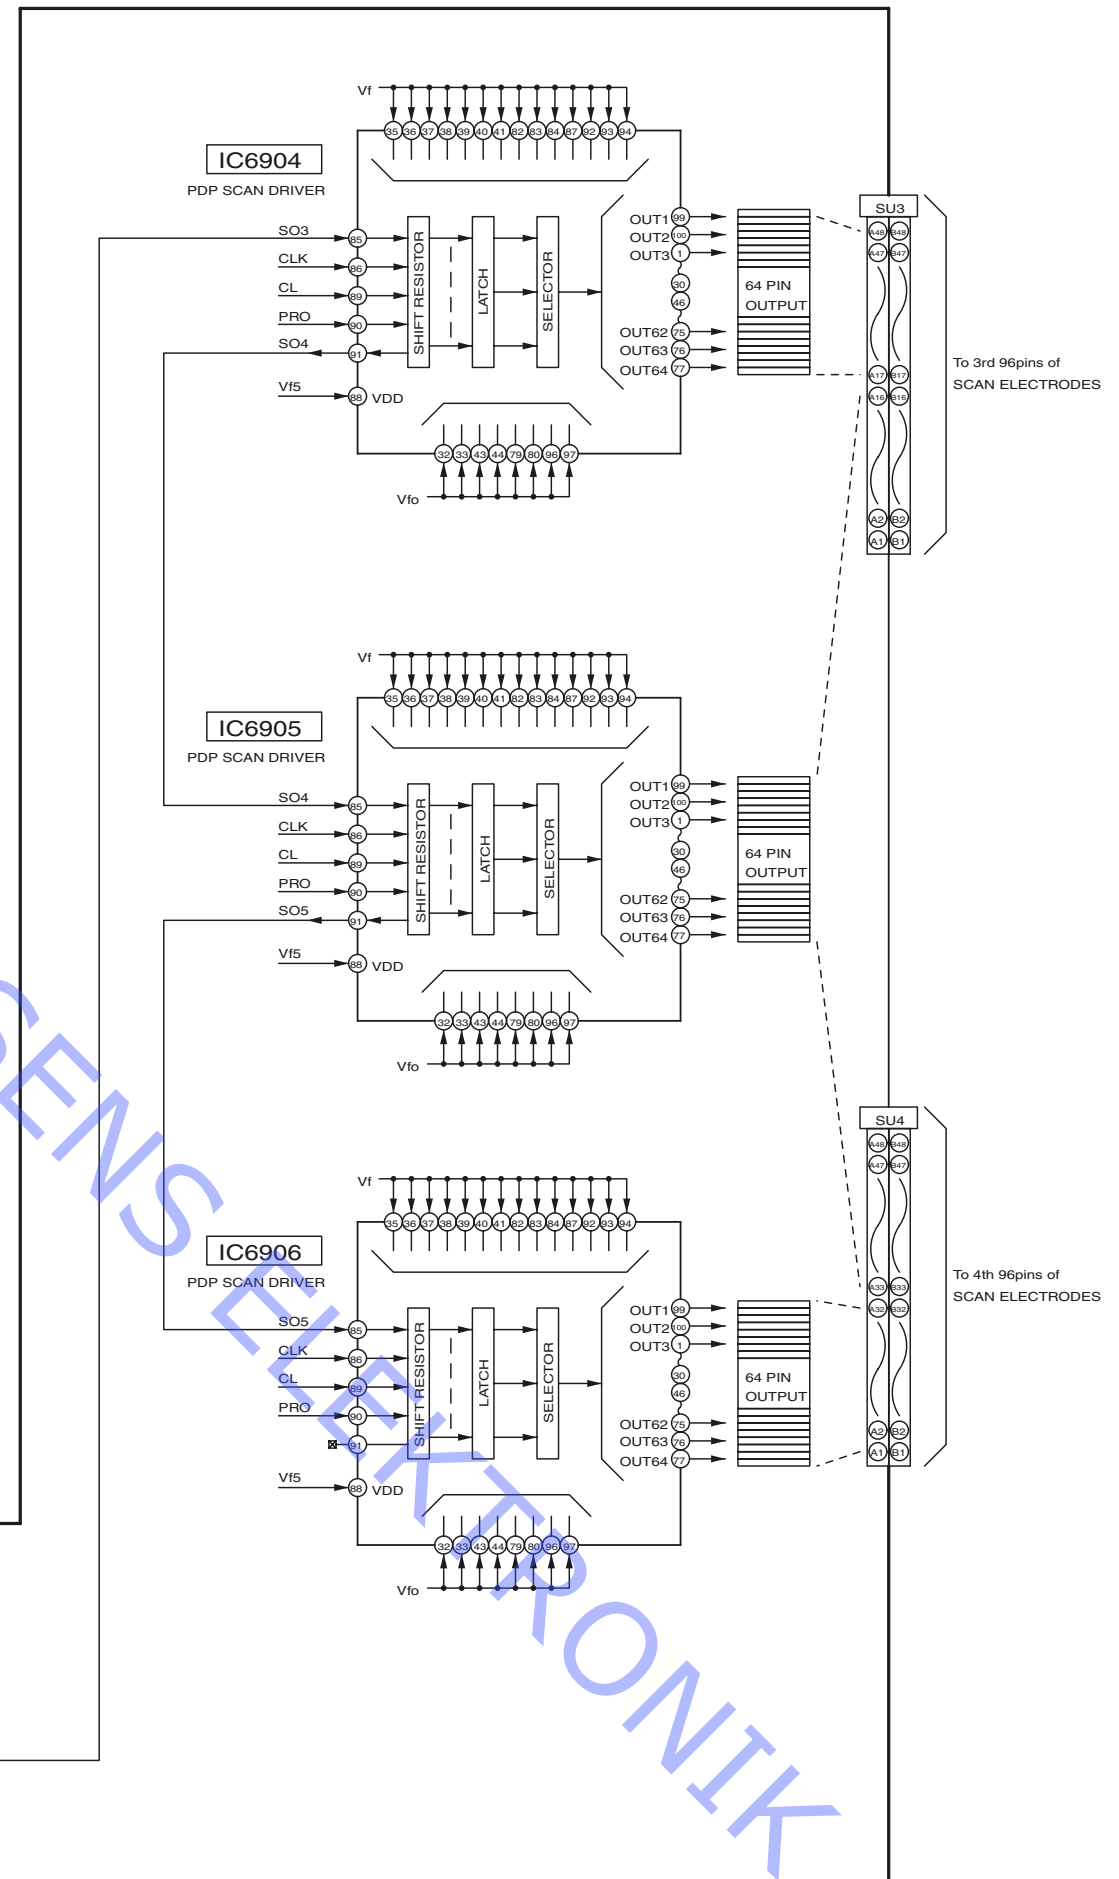 Vf
35 36 37 38 39 40 41 82 83 84 87 92 93 94
IC6904
PDP SCAN DRIVER
SO3 85
CLK 86
CL 89
PRO 90
SO4 91
Vf5 88 VDD
SHIFT RESISTOR
LATCH
SELECTOR
OUT1 99
OUT2 100
OUT3 1
30
46
OUT62 75
OUT63 76
OUT64 77
64 PIN
OUTPUT
32 33 43 44 79 80 96 97
Vfo
SU3
A48 B48
A47 B47
A17 B17
A16 B16
A2 B2
A1 B1
To 3rd 96pins of
SCAN ELECTRODES
Vf
35 36 37 38 39 40 41 82 83 84 87 92 93 94
IC6905
PDP SCAN DRIVER
SO4 85
CLK 86
CL 89
PRO 90
SO5 91
Vf5 88 VDD
SHIFT RESISTOR
LATCH
SELECTOR
OUT1 99
OUT2 100
OUT3 1
30
46
OUT62 75
OUT63 76
OUT64 77
64 PIN
OUTPUT
32 33 43 44 79 80 96 97
Vfo
SU4
A48 B48
A47 B47
A33 B33
A32 B32
A2 B2
A1 B1
To 4th 96pins of
SCAN ELECTRODES
Vf
35 36 37 38 39 40 41 82 83 84 87 92 93 94
IC6906
PDP SCAN DRIVER
SO5 85
CLK 86
CL 89
PRO 90
91
Vf5 88 VDD
SHIFT RESISTOR
LATCH
SELECTOR
OUT1 99
OUT2 100
OUT3 1
30
46
OUT62 75
OUT63 76
OUT64 77
64 PIN
OUTPUT
32 33 43 44 79 80 96 97
Vfo
SENS ELEKTRONIK